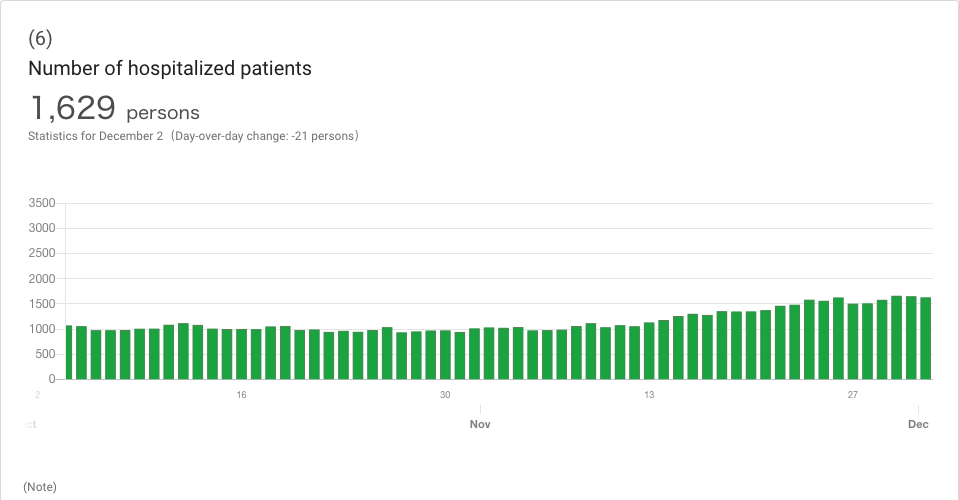 (6)
Number of hospitalized patients
1,629 persons
Statistics for December 2 (Day-over-day change: -21 persons)
3500
3000
2500
2000
1500
1000
500
0
2 16 30 13 27
ct Nov Dec
(Note)